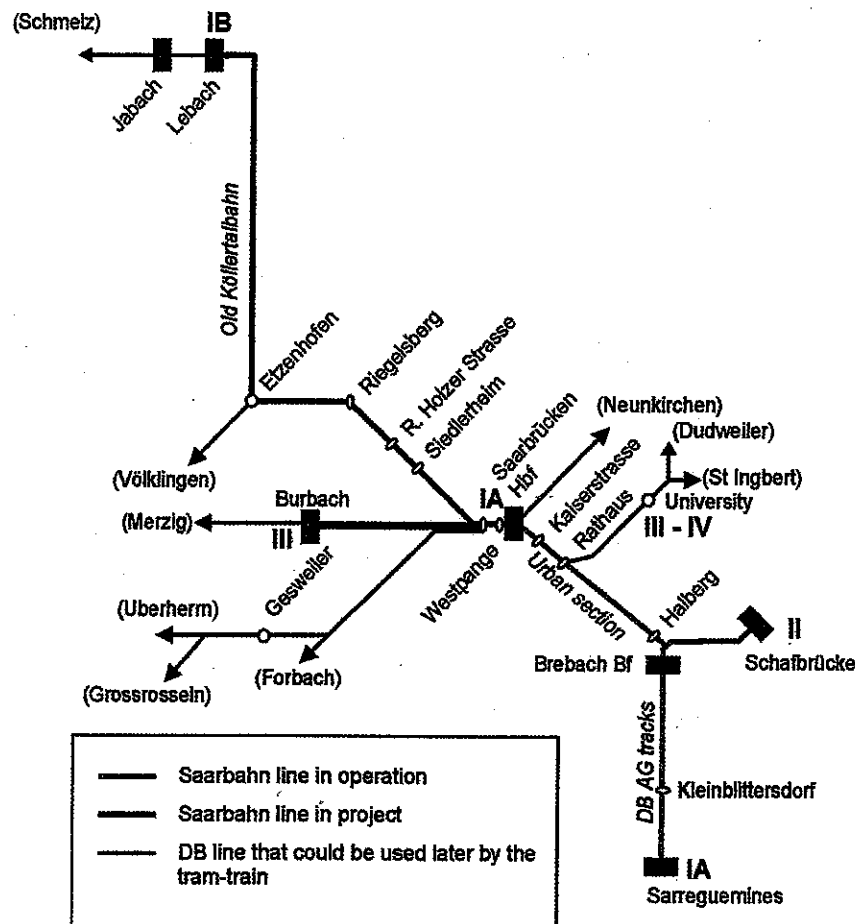 (Schmelz)
IB
Jabach
Lebach
Old Köllertalbahn
Etzenhofen
Riegelsberg
R. Holzer Strasse
Siedlerheim
(Neunkirchen)
(Dudweiler)
(St Ingbert)
University
III - IV
(Völklingen)
Burbach
IA
Saarbrücken
Hbf
Kaiserstrasse
Rathaus
(Merzig)
III
Gesweiler
Westpange
Urban section
Halberg
II
Schafbrücke
(Uberherrn)
(Grossrosseln)
(Forbach)
Brebach Bf
DB AG tracks
Kleinblittersdorf
IA
Sarreguemines
Saarbahn line in operation
Saarbahn line in project
DB line that could be used later by the
tram-train